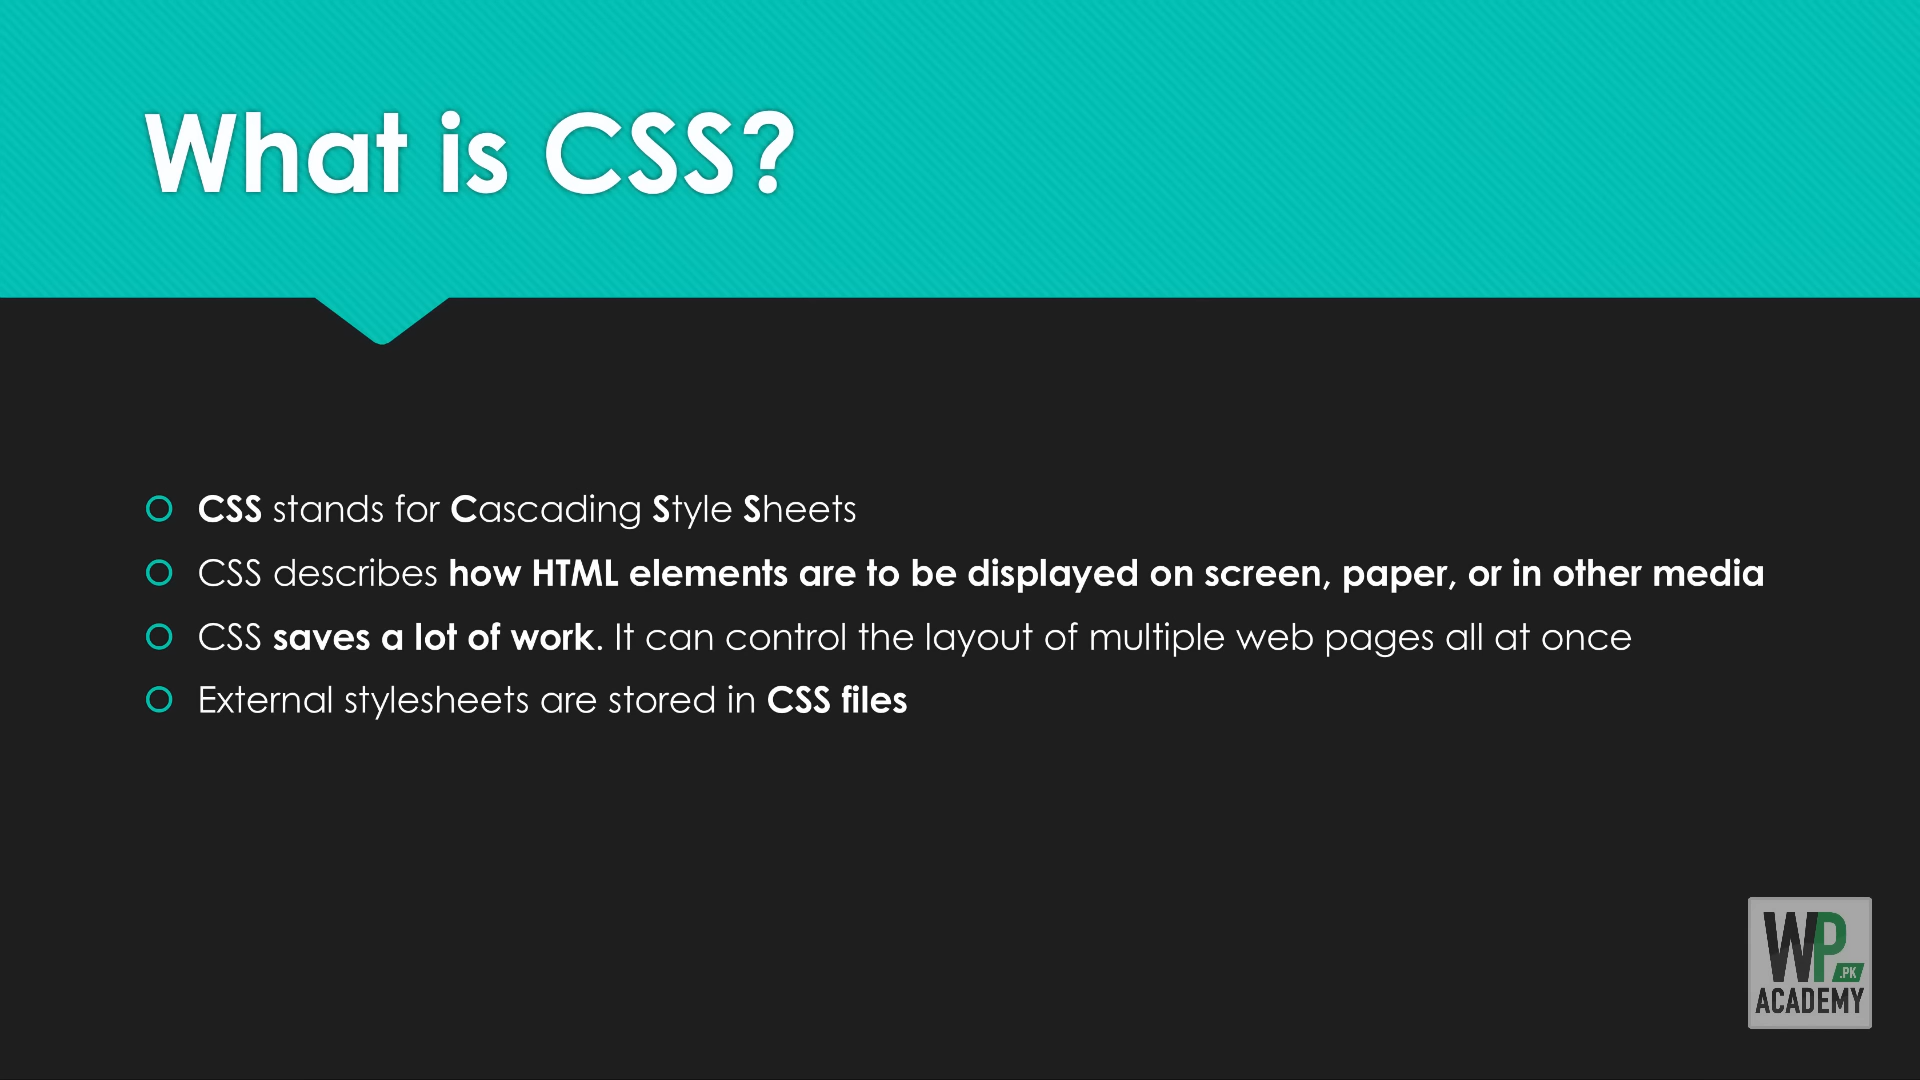 What is CSS?
CSS stands for Cascading Style Sheets
CSS describes how HTML elements are to be displayed on screen, paper, or in other media
CSS saves a lot of work. It can control the layout of multiple web pages all at once
External stylesheets are stored in CSS files
WP
.PK
ACADEMY